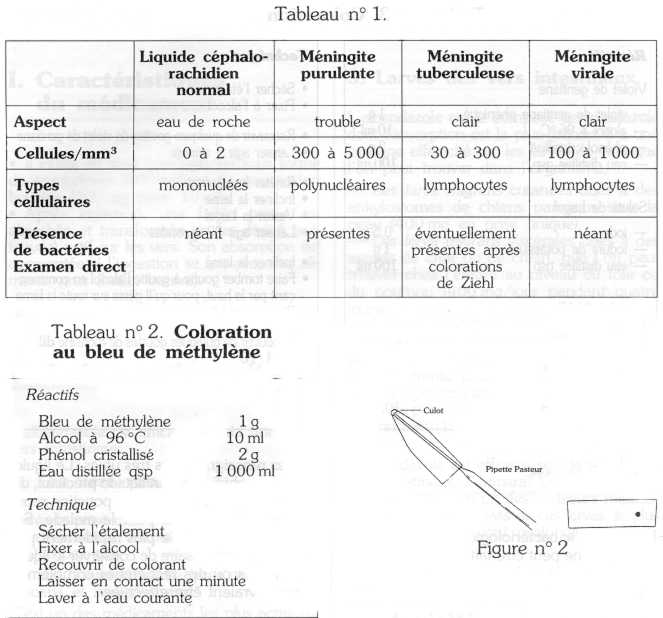 Tableau n° 1.
Liquide céphalo-rachidien normal Méningite purulente Méningite tuberculeuse Méningite virale
Aspect eau de roche trouble clair clair
Cellules/mm³ 0 à 2 300 à 5 000 30 à 300 100 à 1 000
Types cellulaires mononucléés polynucléaires lymphocytes lymphocytes
Présence de bactéries Examen direct néant présentes éventuellement présentes après colorations de Ziehl néant
Tableau n° 2. Coloration
au bleu de méthylène
Réactifs
Bleu de méthylène 1 g
Alcool à 96 °C 10 ml
Phénol cristallisé 2 g
Eau distillée qsp 1 000 ml
Technique
Sécher l'étalement
Fixer à l'alcool
Recouvrir de colorant
Laisser en contact une minute
Laver à l'eau courante
Culot
Pipette Pasteur
Figure n° 2